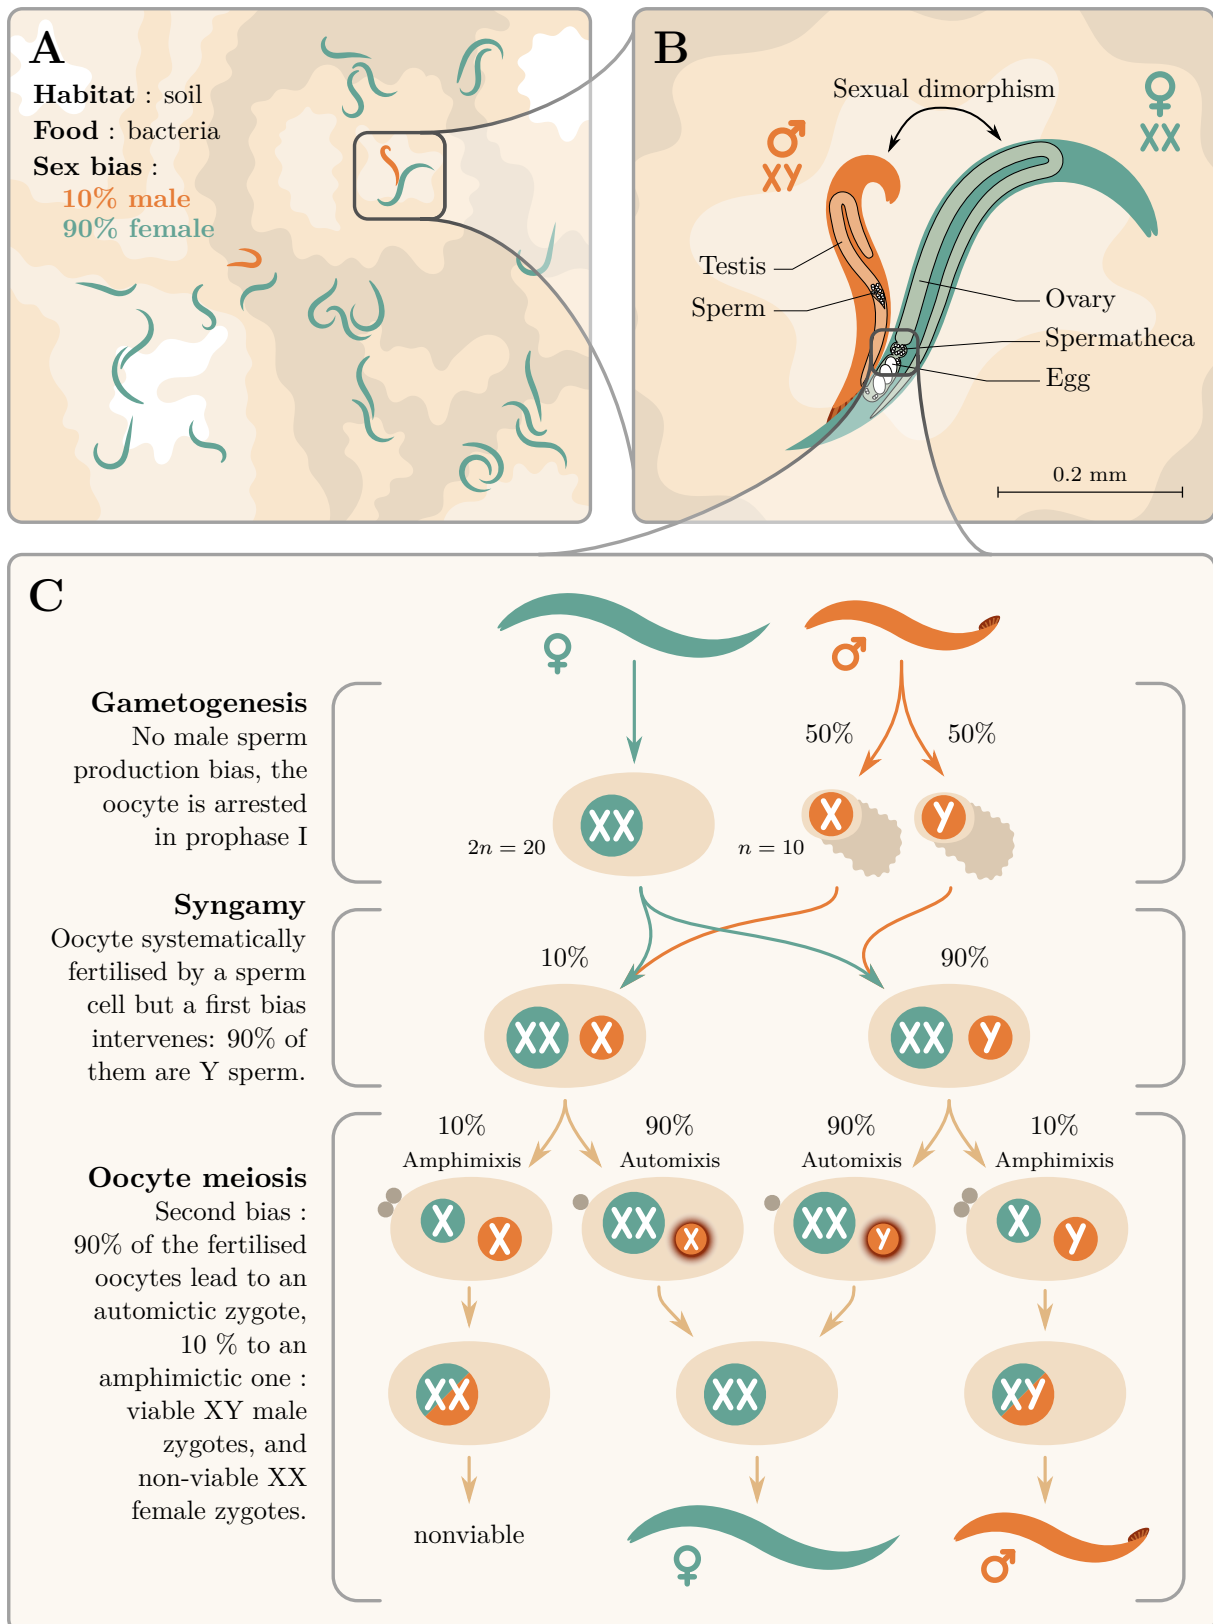 A
Habitat : soil
Food : bacteria
Sex bias :
10% male
90% female
B
Sexual dimorphism
XY
XX
Testis
Sperm
Ovary
Spermatheca
Egg
0.2 mm
C
Gametogenesis
No male sperm
production bias, the
oocyte is arrested
in prophase I
50%
50%
XX
X
Y
2n = 20
n = 10
Syngamy
Oocyte systematically
fertilised by a sperm
cell but a first bias
intervenes: 90% of
them are Y sperm.
10%
90%
XX
X
XX
Y
Oocyte meiosis
Second bias :
90% of the fertilised
oocytes lead to an
automictic zygote,
10 % to an
amphimictic one :
viable XY male
zygotes, and
non-viable XX
female zygotes.
10%
90%
90%
10%
Amphimixis
Automixis
Automixis
Amphimixis
X
X
XX
X
XX
Y
X
Y
XX
XX
XY
nonviable